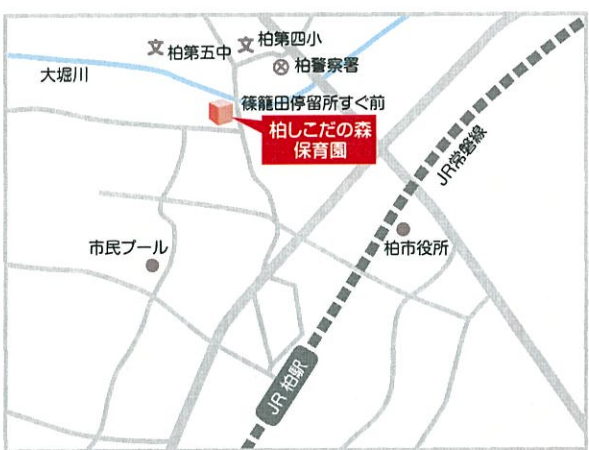 柏第五中
柏第四小
柏警察署
大堀川
篠籠田停留所すぐ前
柏しこだの森
保育園
JR常磐線
市民プール
柏市役所
JR 柏駅